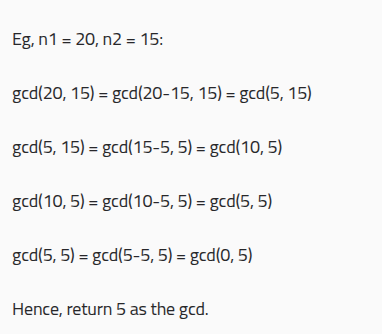 Eg, n1 = 20, n2 = 15:
gcd(20, 15) = gcd(20-15, 15) = gcd(5, 15)
gcd(5, 15) = gcd(15-5, 5) = gcd(10, 5)
gcd(10, 5) = gcd(10-5, 5) = gcd(5, 5)
gcd(5, 5) = gcd(5-5, 5) = gcd(0, 5)
Hence, return 5 as the gcd.